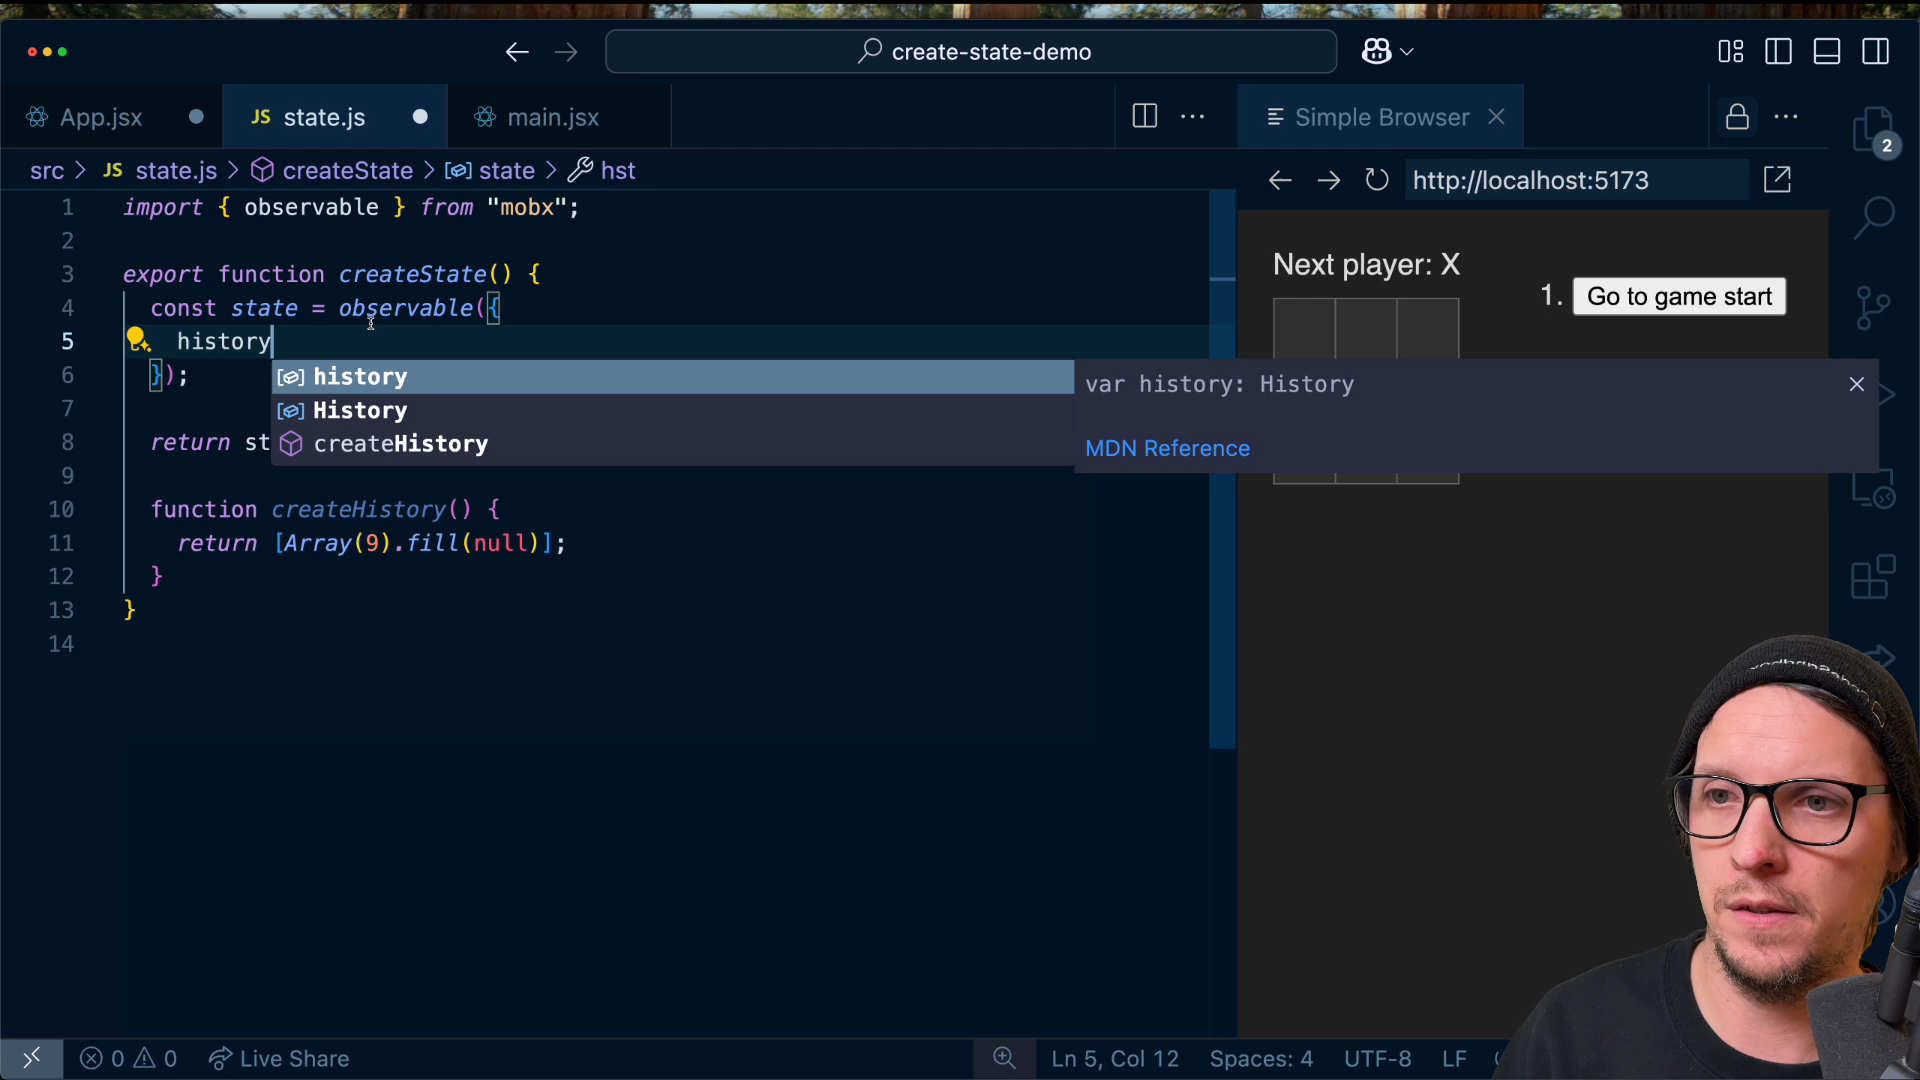 create-state-demo
App.jsx
JS state.js
main.jsx
Simple Browser
src > JS state.js > createState > state > hst
http://localhost:5173
2
1 import { observable } from "mobx";
2
3 export function createState() {
4 const state = observable({
5 history
6 });
7
8 return st
9
10 function createHistory() {
11 return [Array(9).fill(null)];
12 }
13 }
14
history
History
createHistory
var history: History
MDN Reference
Next player: X
1. Go to game start
0 0 Live Share
Ln 5, Col 12 Spaces: 4 UTF-8 LF